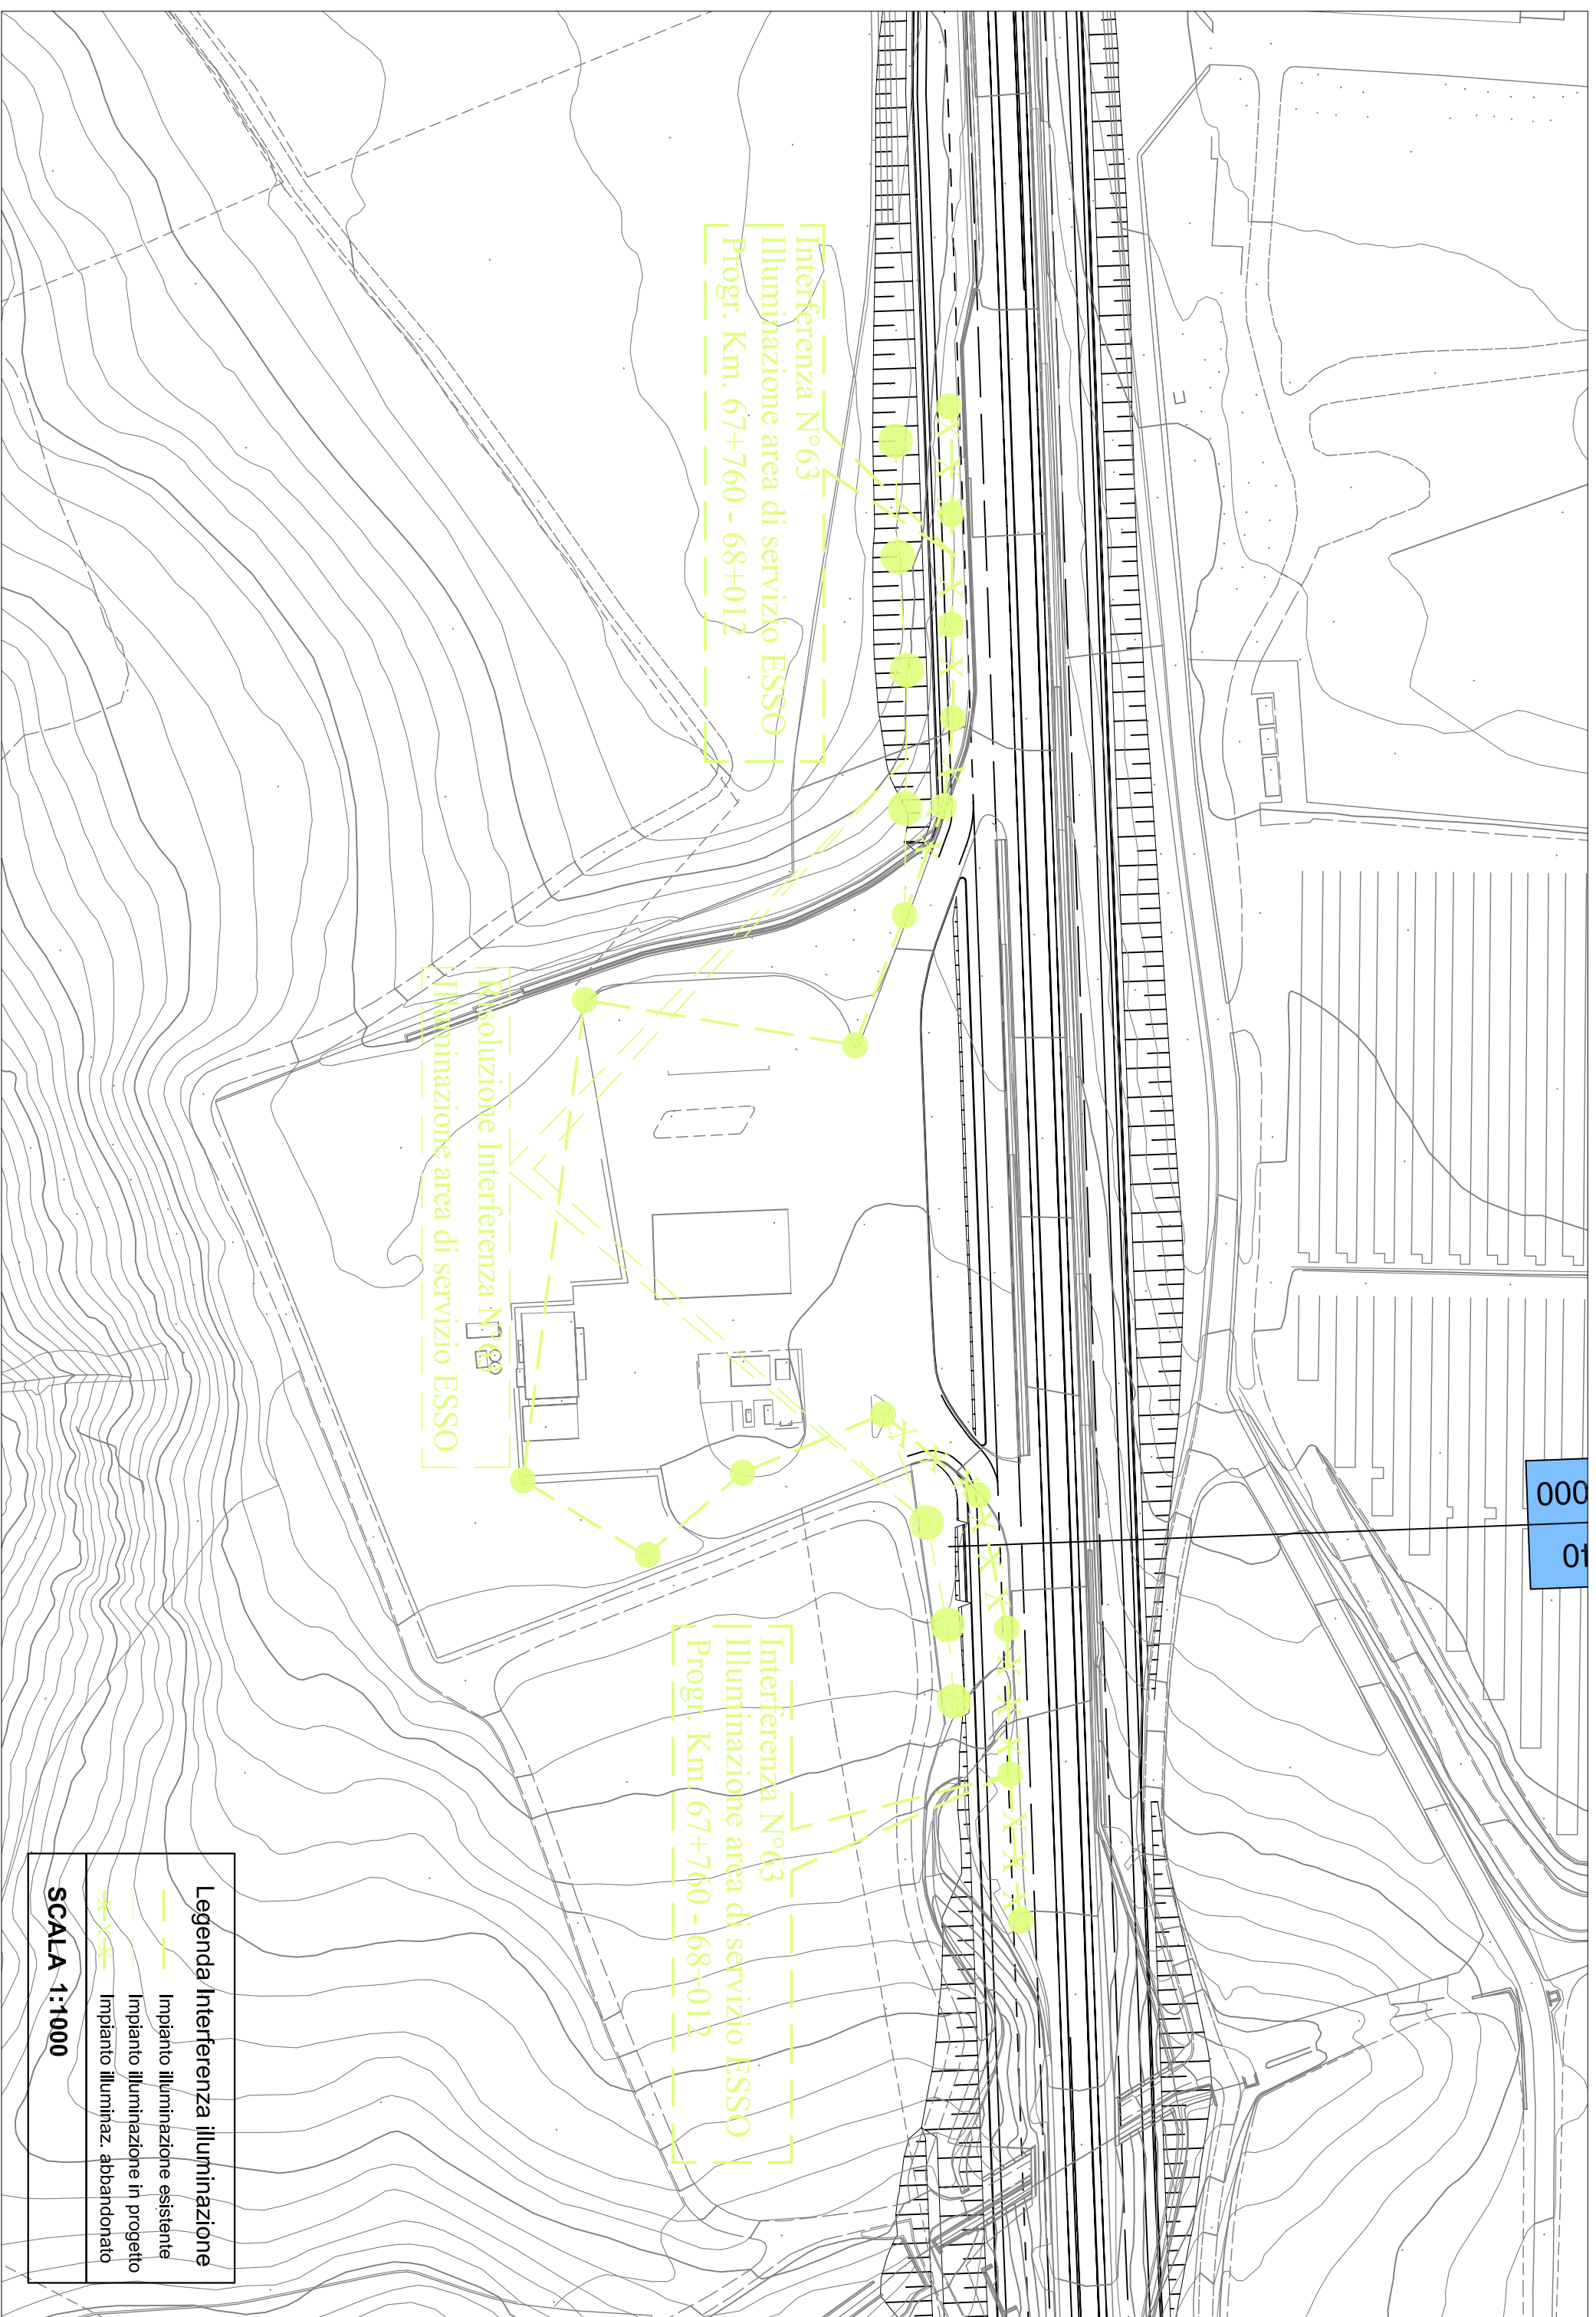 Interferenza N°63
Illuminazione area di servizio ESSO
Progr. Km. 67+760 - 68+012
Risoluzione Interferenza N°63
Illuminazione area di servizio ESSO
Interferenza N°63
Illuminazione area di servizio ESSO
Progr. Km. 67+760 - 68+012
000
Legenda Interferenza illuminazione
Impianto illuminazione esistente
Impianto illuminazione in progetto
x x x Impianto illuminaz. abbandonato
SCALA 1:1000